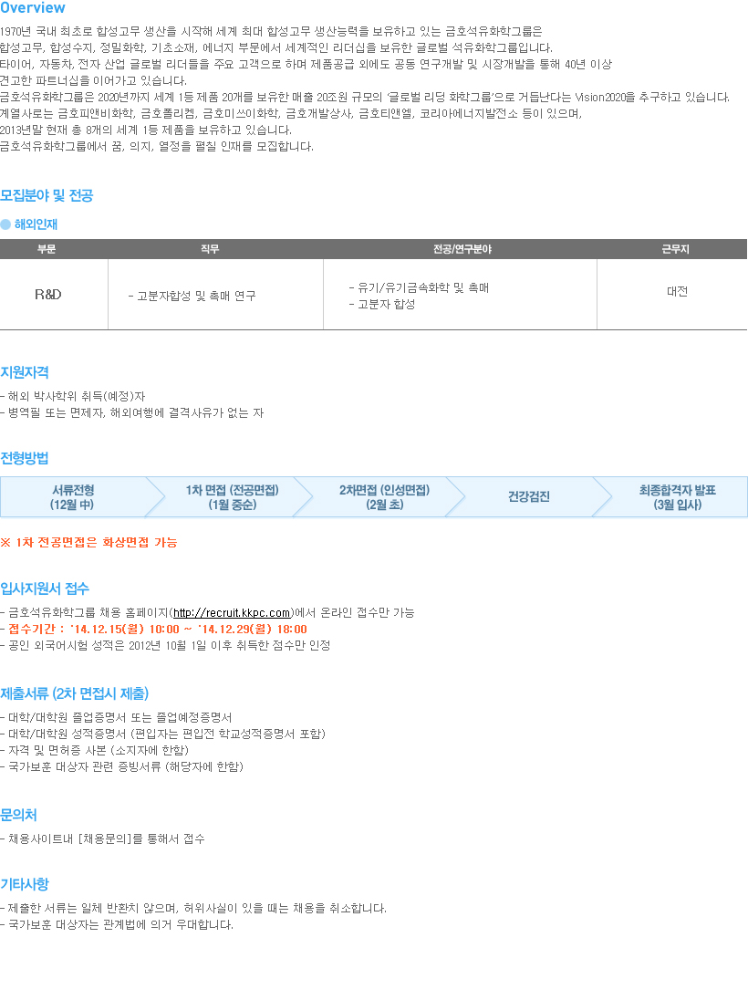 Overview
1970년 국내 최초로 합성고무 생산을 시작해 세계 최대 합성고무 생산능력을 보유하고 있는 금호석유화학그룹은
합성고무, 합성수지, 정밀화학, 기초소재, 에너지 부문에서 세계적인 리더십을 보유한 글로벌 석유화학그룹입니다.
타이어, 자동차, 전자 산업 글로벌 리더들을 주요 고객으로 하며 제품공급 외에도 공동 연구개발 및 시장개발을 통해 40년 이상
견고한 파트너십을 이어가고 있습니다.
금호석유화학그룹은 2020년까지 세계 1등 제품 20개를 보유한 매출 20조원 규모의 '글로벌 리딩 화학그룹'으로 거듭난다는 Vision2020을 추구하고 있습니다.
계열사로는 금호피앤비화학, 금호폴리켐, 금호미쓰이화학, 금호개발상사, 금호티앤엘, 코리아에너지발전소 등이 있으며,
2013년말 현재 총 8개의 세계 1등 제품을 보유하고 있습니다.
금호석유화학그룹에서 꿈, 의지, 열정을 펼칠 인재를 모집합니다.
모집분야 및 전공
● 해외인재
부문 직무 전공/연구분야 근무지
R&D - 고분자합성 및 촉매 연구 - 유기/유기금속화학 및 촉매 대전
- 고분자 합성
지원자격
- 해외 박사학위 취득(예정)자
- 병역필 또는 면제자, 해외여행에 결격사유가 없는 자
전형방법
서류전형 1차 면접 (전공면접) 2차면접 (인성면접) 건강검진 최종합격자 발표
(12월 中) (1월 중순) (2월 초) (3월 입사)
※ 1차 전공면접은 화상면접 가능
입사지원서 접수
- 금호석유화학그룹 채용 홈페이지(http://recruit.kkpc.com)에서 온라인 접수만 가능
- 접수기간 : '14.12.15(월) 10:00 ~ '14.12.29(월) 18:00
- 공인 외국어시험 성적은 2012년 10월 1일 이후 취득한 점수만 인정
제출서류 (2차 면접시 제출)
- 대학/대학원 졸업증명서 또는 졸업예정증명서
- 대학/대학원 성적증명서 (편입자는 편입전 학교성적증명서 포함)
- 자격 및 면허증 사본 (소지자에 한함)
- 국가보훈 대상자 관련 증빙서류 (해당자에 한함)
문의처
- 채용사이트내 [채용문의]를 통해서 접수
기타사항
- 제출한 서류는 일체 반환치 않으며, 허위사실이 있을 때는 채용을 취소합니다.
- 국가보훈 대상자는 관계법에 의거 우대합니다.